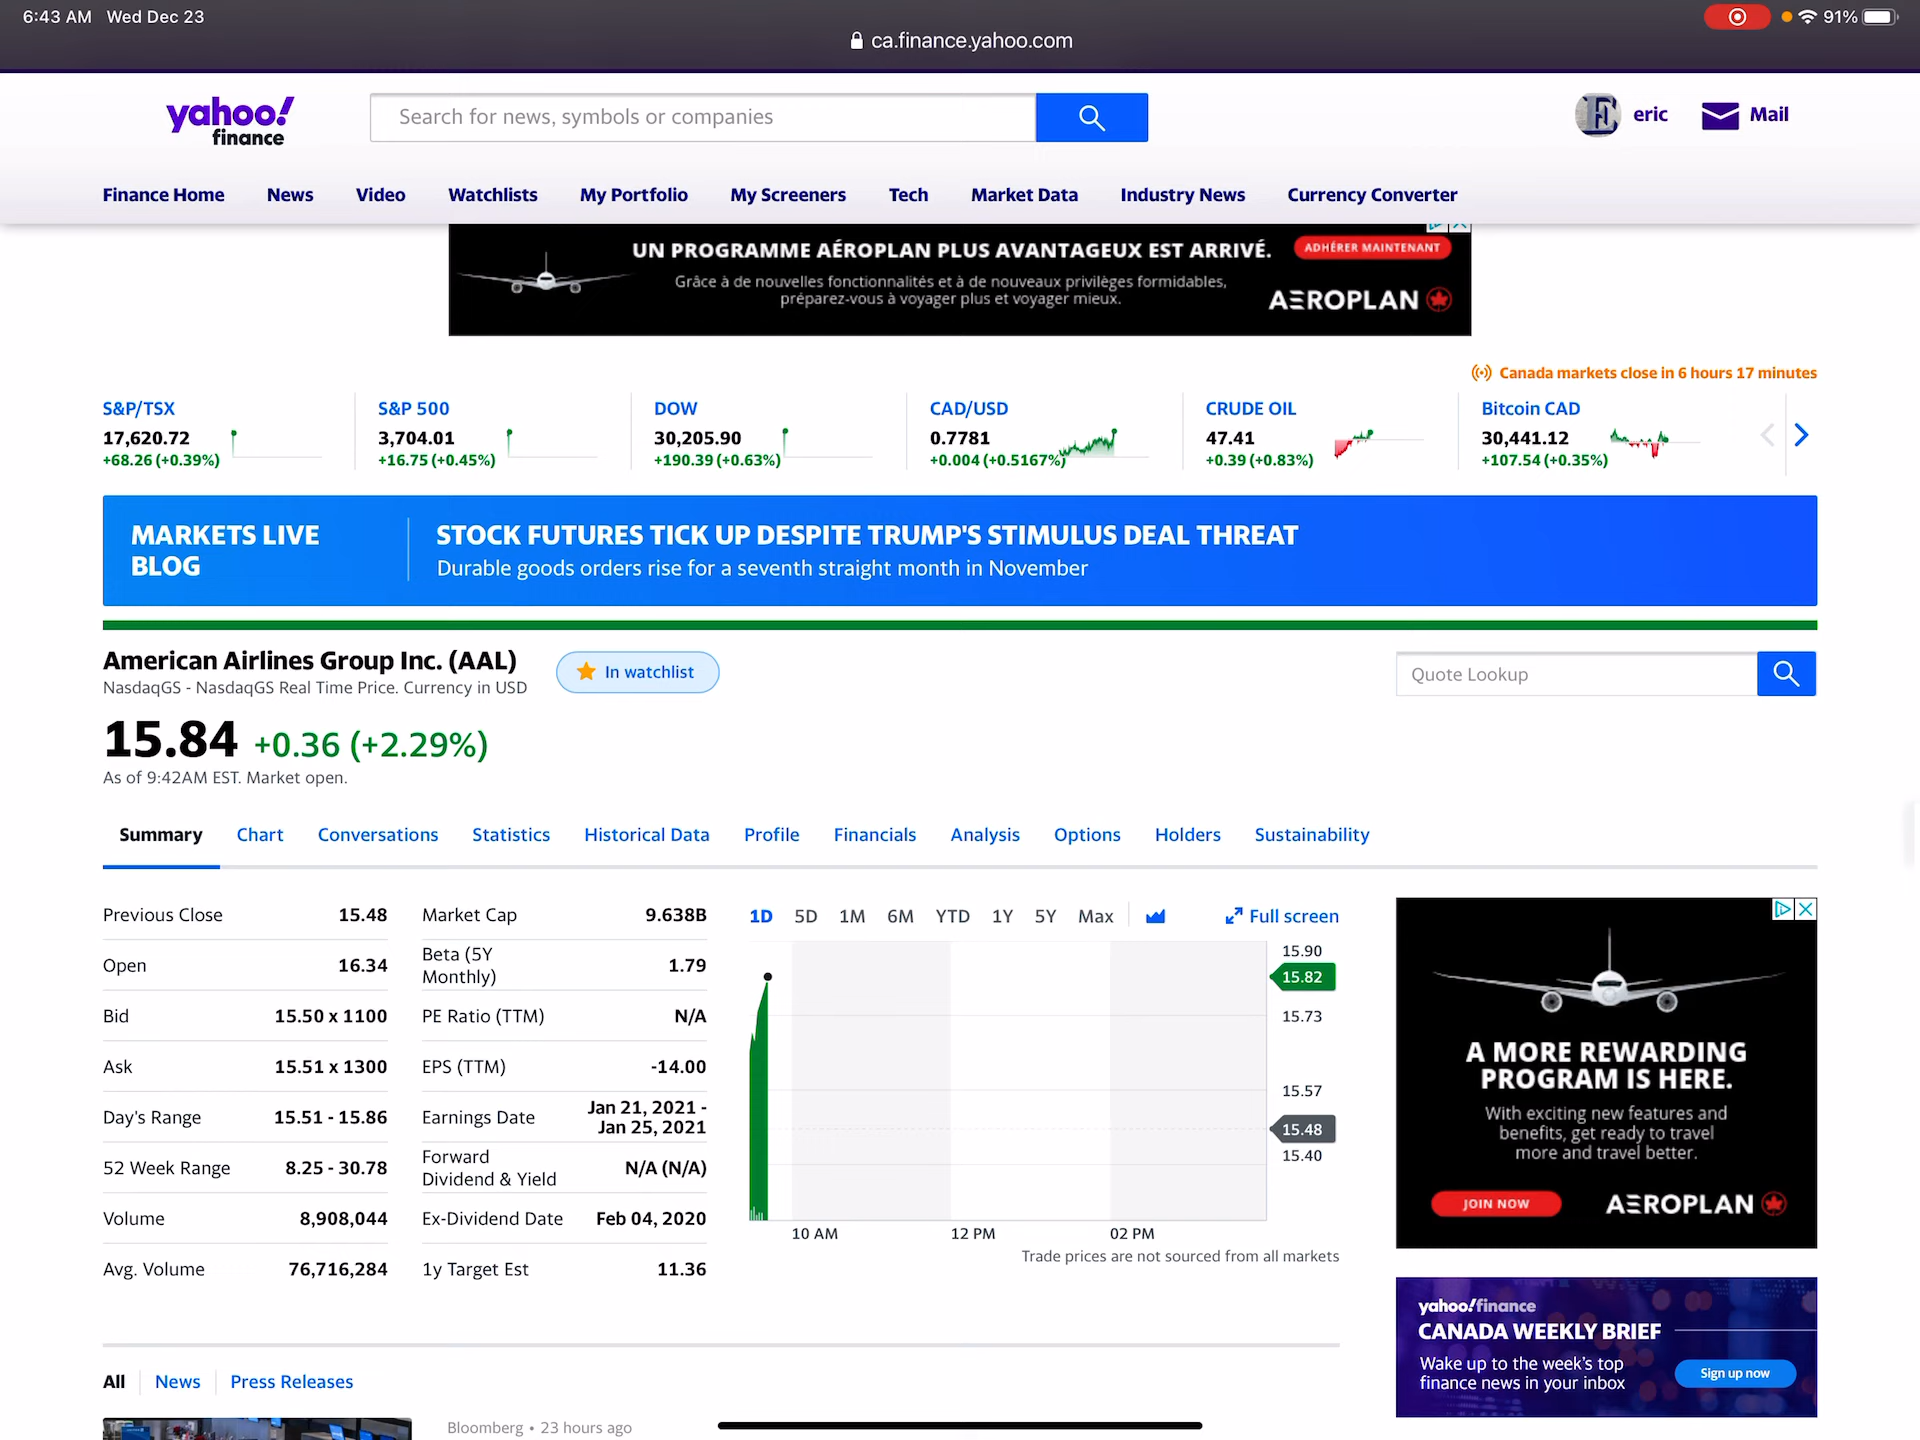 6:43 AM Wed Dec 23
91%
ca.finance.yahoo.com
yahoo!
finance
Search for news, symbols or companies
eric
Mail
Finance Home News Video Watchlists My Portfolio My Screeners Tech Market Data Industry News Currency Converter
UN PROGRAMME AÉROPLAN PLUS AVANTAGEUX EST ARRIVÉ.
ADHÉRER MAINTENANT
Grâce à de nouvelles fonctionnalités et à de nouveaux privilèges formidables,
préparez-vous à voyager plus et voyager mieux.
AEROPLAN
Canada markets close in 6 hours 17 minutes
S&P/TSX
17,620.72
+68.26 (+0.39%)
S&P 500
3,704.01
+16.75 (+0.45%)
DOW
30,205.90
+190.39 (+0.63%)
CAD/USD
0.7781
+0.004 (+0.5167%)
CRUDE OIL
47.41
+0.39 (+0.83%)
Bitcoin CAD
30,441.12
+107.54 (+0.35%)
MARKETS LIVE
BLOG
STOCK FUTURES TICK UP DESPITE TRUMP'S STIMULUS DEAL THREAT
Durable goods orders rise for a seventh straight month in November
American Airlines Group Inc. (AAL)
NasdaqGS - NasdaqGS Real Time Price. Currency in USD
In watchlist
Quote Lookup
15.84 +0.36 (+2.29%)
As of 9:42AM EST. Market open.
Summary Chart Conversations Statistics Historical Data Profile Financials Analysis Options Holders Sustainability
Previous Close 15.48
Open 16.34
Bid 15.50 x 1100
Ask 15.51 x 1300
Day's Range 15.51 - 15.86
52 Week Range 8.25 - 30.78
Volume 8,908,044
Avg. Volume 76,716,284
Market Cap 9.638B
Beta (5Y
Monthly) 1.79
PE Ratio (TTM) N/A
EPS (TTM) -14.00
Earnings Date Jan 21, 2021 -
Jan 25, 2021
Forward
Dividend & Yield N/A (N/A)
Ex-Dividend Date Feb 04, 2020
1y Target Est 11.36
1D 5D 1M 6M YTD 1Y 5Y Max
Full screen
15.90
15.82
15.73
15.57
15.48
15.40
10 AM 12 PM 02 PM
Trade prices are not sourced from all markets
A MORE REWARDING
PROGRAM IS HERE.
With exciting new features and
benefits, get ready to travel
more and travel better.
JOIN NOW
AEROPLAN
yahoo!finance
CANADA WEEKLY BRIEF
Wake up to the week's top
finance news in your inbox
Sign up now
All News Press Releases
Bloomberg • 23 hours ago